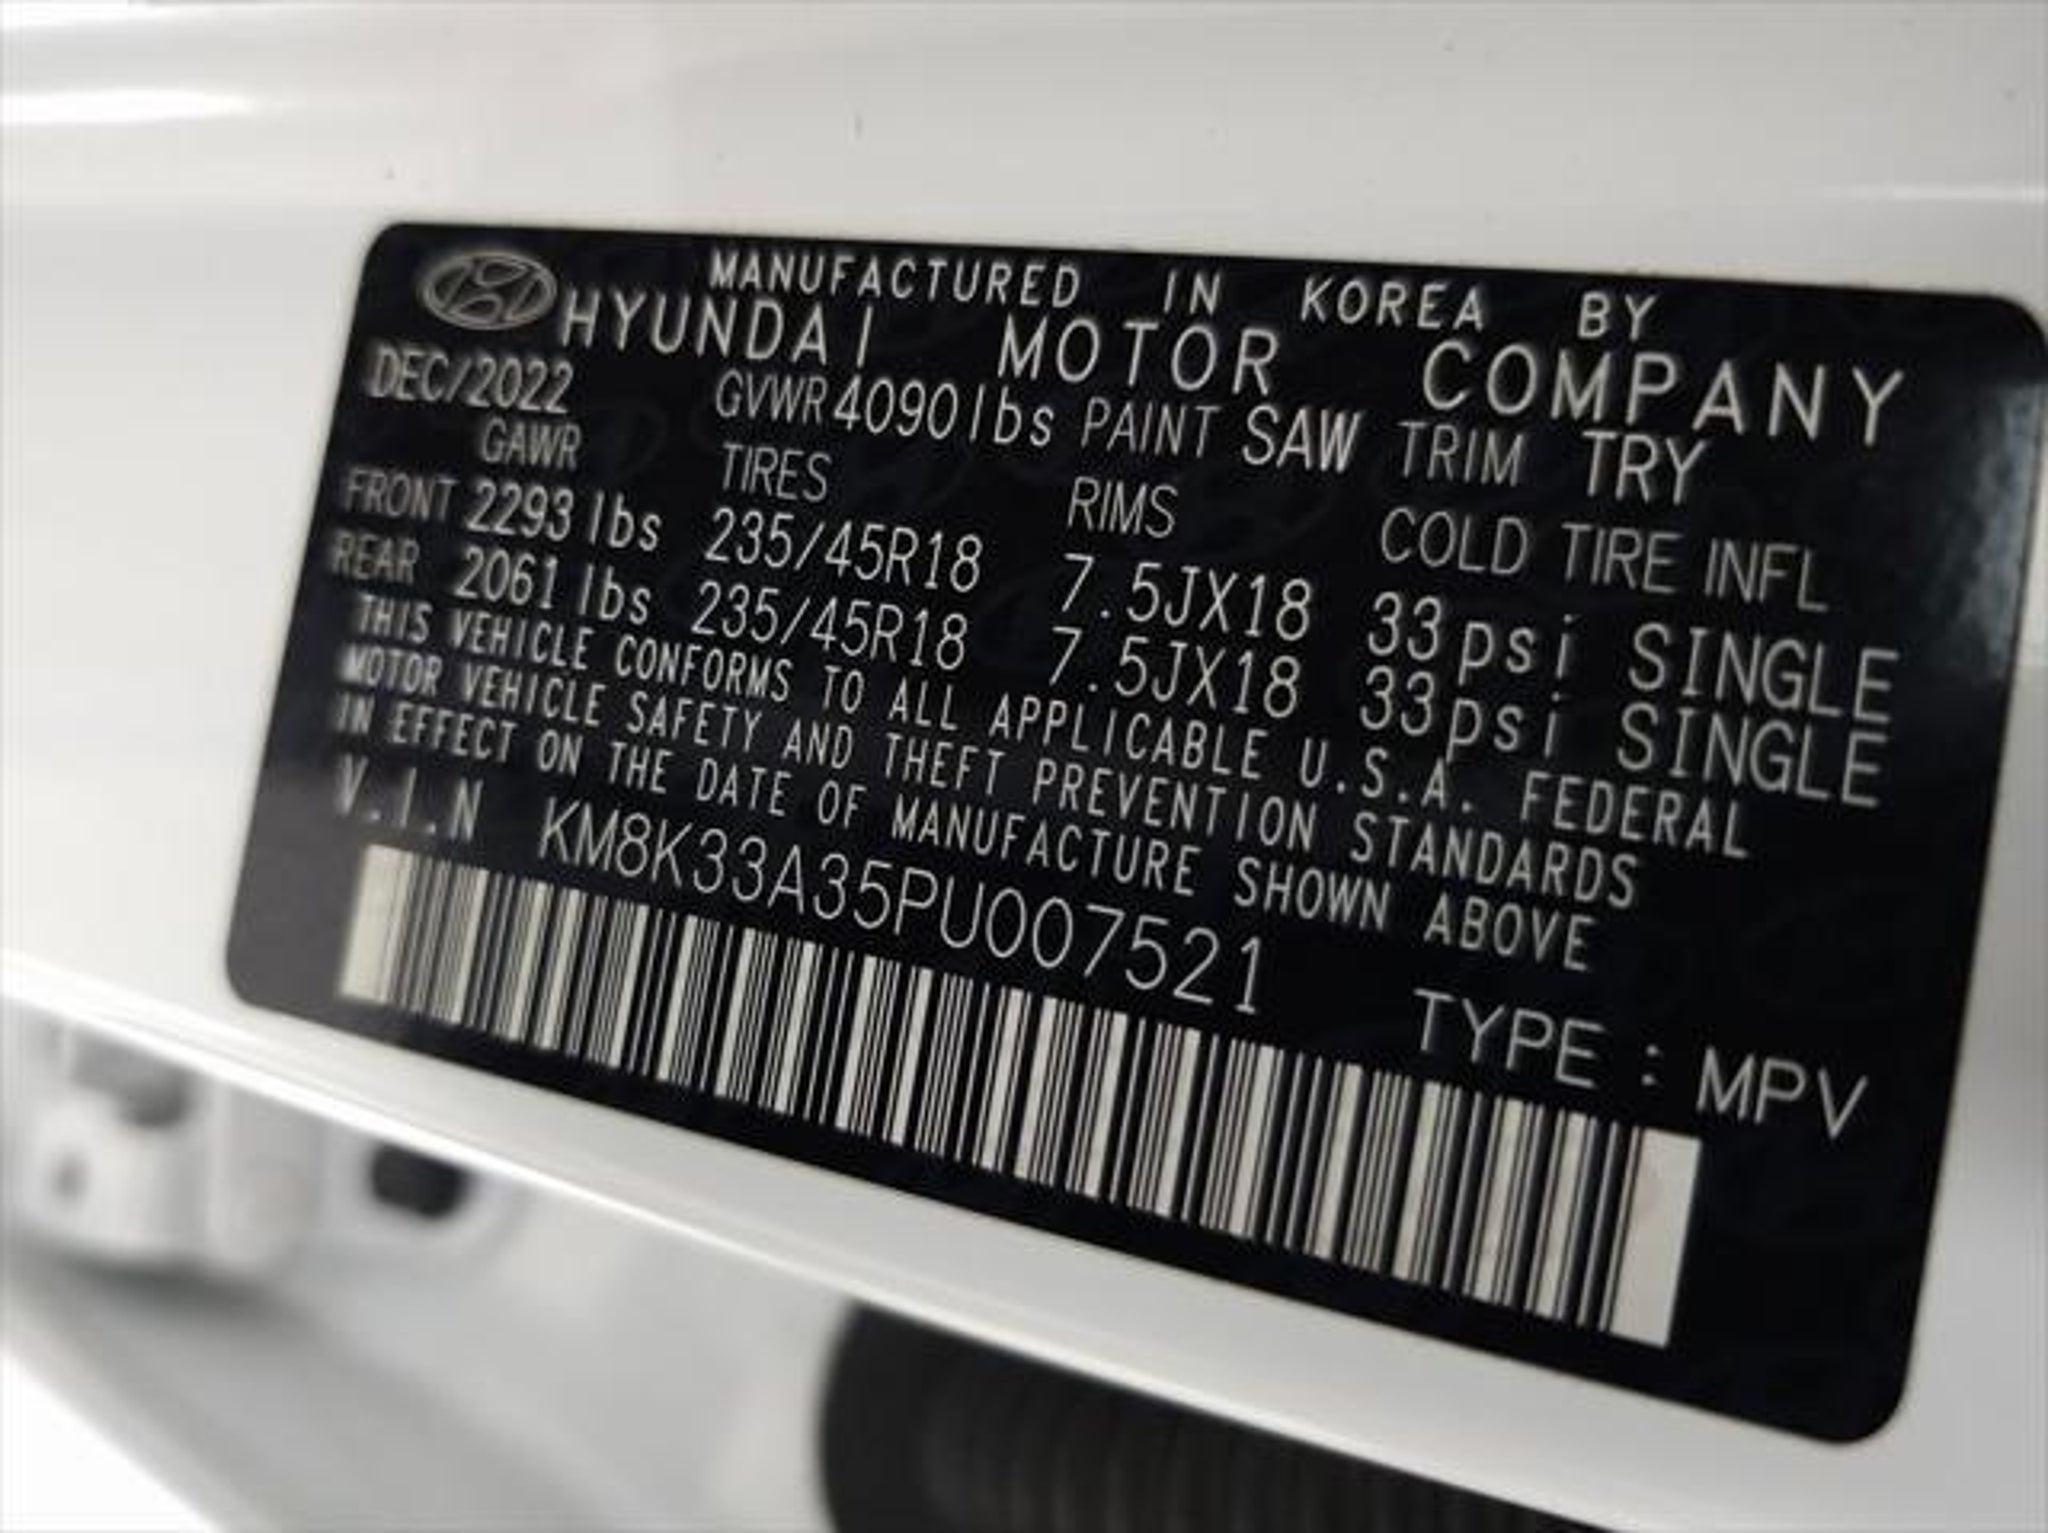 MANUFACTURED IN KOREA BY
HYUNDAI MOTOR COMPANY
DEC/2022 GVWR 4090lbs PAINT SAW TRIM TRY
GAWR TIRES RIMS COLD TIRE INFL
FRONT 2293 lbs 235/45R18 7.5JX18 33psi SINGLE
REAR 2061 lbs 235/45R18 7.5JX18 33psi SINGLE
THIS VEHICLE CONFORMS TO ALL APPLICABLE U.S.A. FEDERAL
MOTOR VEHICLE SAFETY AND THEFT PREVENTION STANDARDS
IN EFFECT ON THE DATE OF MANUFACTURE SHOWN ABOVE
V.I.N KM8K33A35PU007521 TYPE : MPV